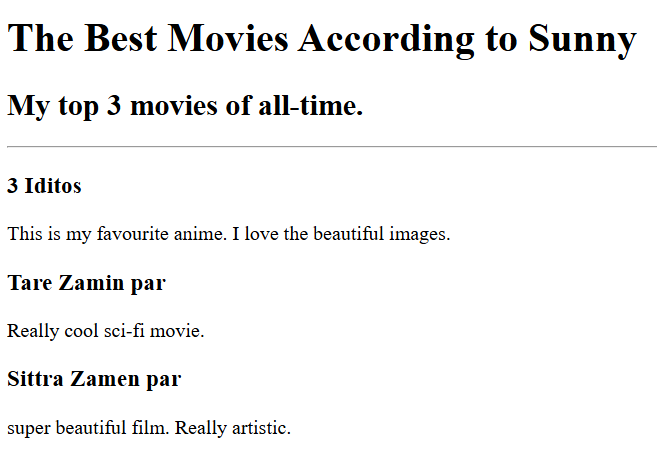 The Best Movies According to Sunny
My top 3 movies of all-time.
3 Iditos
This is my favourite anime. I love the beautiful images.
Tare Zamin par
Really cool sci-fi movie.
Sittra Zamen par
super beautiful film. Really artistic.